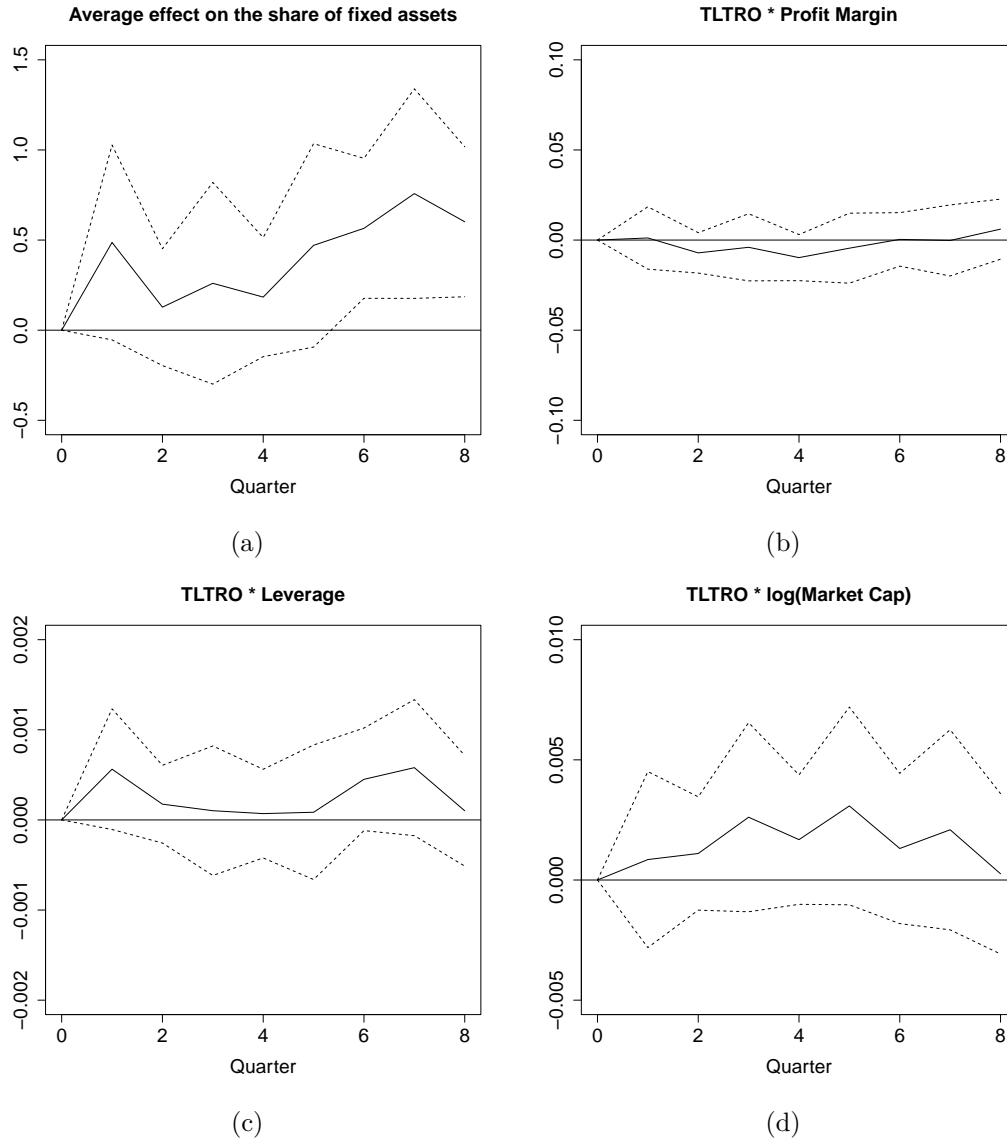 Average effect on the share of fixed assets
1.5
1.0
0.5
0.0
−0.5
0 2 4 6 8
Quarter
(a)
TLTRO * Profit Margin
0.10
0.05
0.00
−0.05
−0.10
0 2 4 6 8
Quarter
(b)
TLTRO * Leverage
0.002
0.001
0.000
−0.001
−0.002
0 2 4 6 8
Quarter
(c)
TLTRO * log(Market Cap)
0.010
0.005
0.000
−0.005
0 2 4 6 8
Quarter
(d)